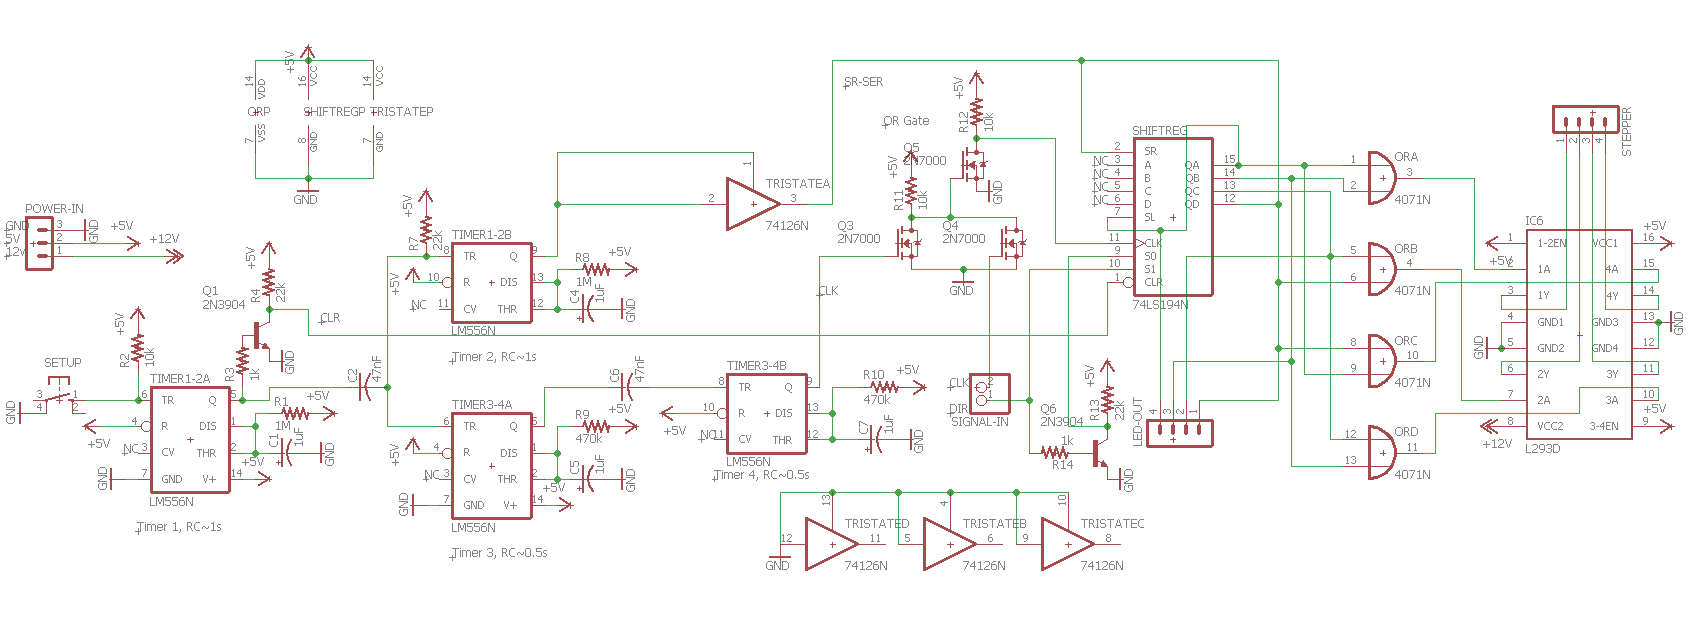 +5V
14
VDD
16
VCC
14
VCC
ORP
SHIFTREGP
TRISTATEP
7
VSS
8
GND
7
GND
GND
POWER-IN
GND
5V
12v
3
2
1
GND
+5V
+12V
SETUP
3
4
1
2
GND
+5V
R2
10k
+5V
R4
22k
Q1
2N3904
CLR
GND
R3
1k
TIMER1-2A
6
TR
Q
5
4
R
DIS
1
3
CV
THR
2
7
GND
V+
14
LM556N
+5V
NC
GND
R1
1M
+5V
C1
1uF
GND
+5V
Timer 1, RC~1s
C2
47nF
+5V
R7
22k
TIMER1-2B
8
TR
Q
9
10
R
DIS
13
11
CV
THR
12
LM556N
+5V
NC
R8
1M
+5V
C4
1uF
GND
Timer 2, RC~1s
TIMER3-4A
6
TR
Q
5
4
R
DIS
1
3
CV
THR
2
7
GND
V+
14
LM556N
+5V
NC
GND
R9
470k
+5V
C5
1uF
GND
+5V
Timer 3, RC~0.5s
C6
47nF
TIMER3-4B
8
TR
Q
9
10
R
DIS
13
11
CV
THR
12
LM556N
+5V
NC
R10
470k
+5V
C7
1uF
GND
Timer 4, RC~0.5s
TRISTATEA
2
1
3
74126N
SR-SER
OR Gate
+5V
R12
10k
Q5
2N7000
+5V
R11
10k
GND
Q3
2N7000
Q4
2N7000
GND
CLK
CLK
DIR
2
1
SIGNAL-IN
Q6
2N3904
1k
R14
+5V
R13
22k
GND
SHIFTREG
2
SR
NC
3
A
QA
15
NC
4
B
QB
14
NC
5
C
QC
13
NC
6
D
QD
12
7
SL
11
CLK
9
S0
10
S1
1
CLR
74LS194N
LED-OUT
4
3
2
1
TRISTATED
12
13
11
74126N
TRISTATEB
5
4
6
74126N
TRISTATEC
9
10
8
74126N
GND
ORA
1
2
3
4071N
ORB
5
6
4
4071N
ORC
8
9
10
4071N
ORD
12
13
11
4071N
STEPPER
1
2
3
4
IC6
1
1-2EN
VCC1
16
+5V
+5V
2
1A
4A
15
3
1Y
4Y
14
4
GND1
GND3
13
GND
GND
5
GND2
GND4
12
6
2Y
3Y
11
7
2A
3A
10
+5V
8
VCC2
3-4EN
9
+12V
L293D